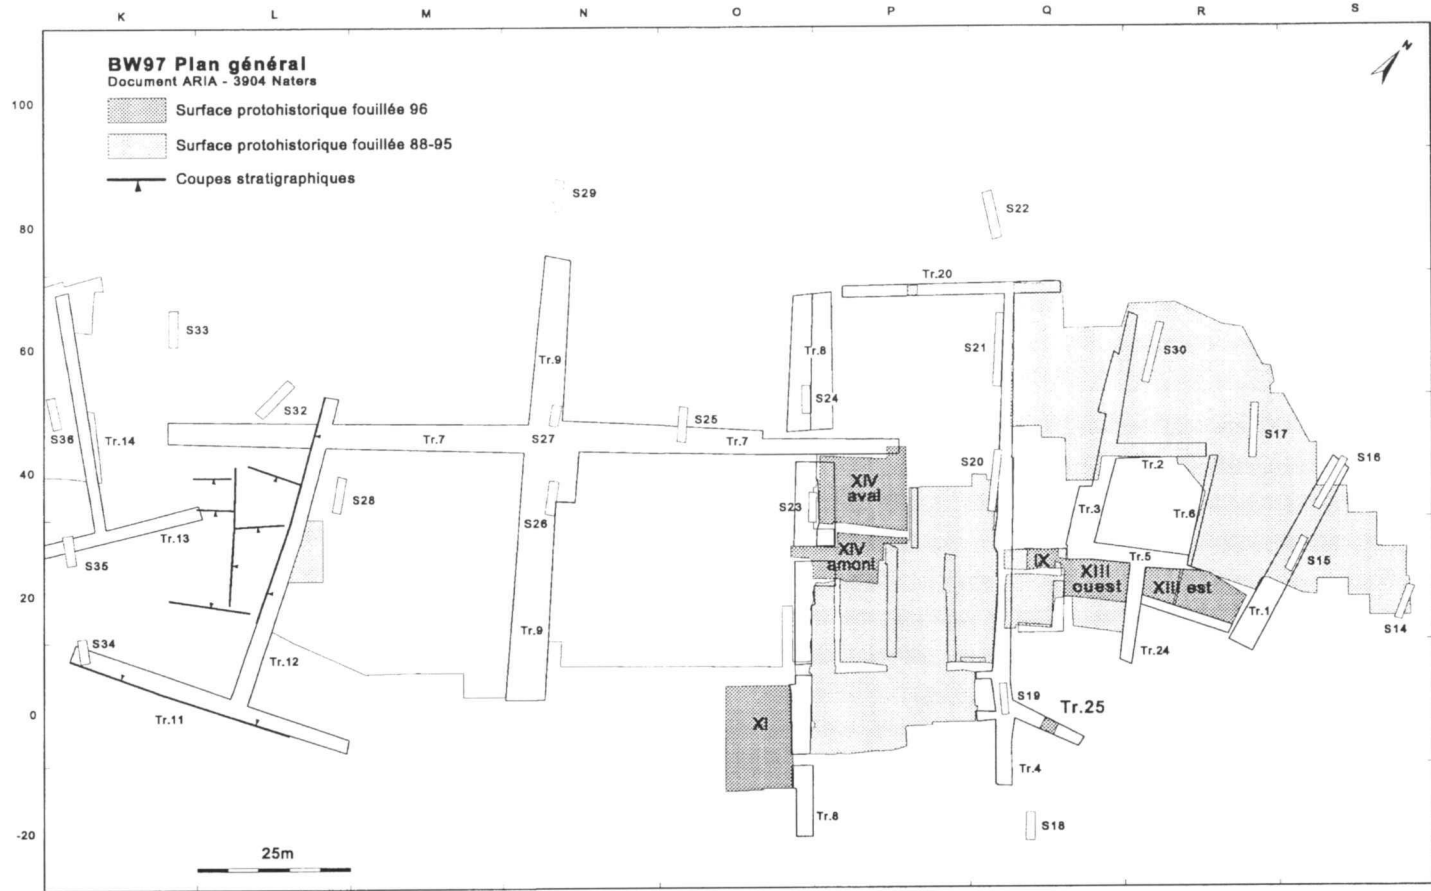 K L M N O P Q R S
N
BW97 Plan général
Document ARIA - 3904 Naters
Surface protohistorique fouillée 96
Surface protohistorique fouillée 88-95
Coupes stratigraphiques
100
80
60
40
20
0
-20
S29
S22
Tr.20
S33
S21
S30
Tr.9
Tr.8
S32
S24
S36
Tr.14
Tr.7
S27
S25
Tr.7
S17
S20
Tr.2
S16
XIV
aval
S28
S26
S23
Tr.3
Tr.6
Tr.13
S35
XIV
amont
IX
Tr.5
XIII
ouest
XIII est
S15
Tr.1
S14
S34
Tr.12
Tr.9
Tr.24
Tr.11
XI
S19
Tr.25
Tr.4
Tr.8
S18
25m